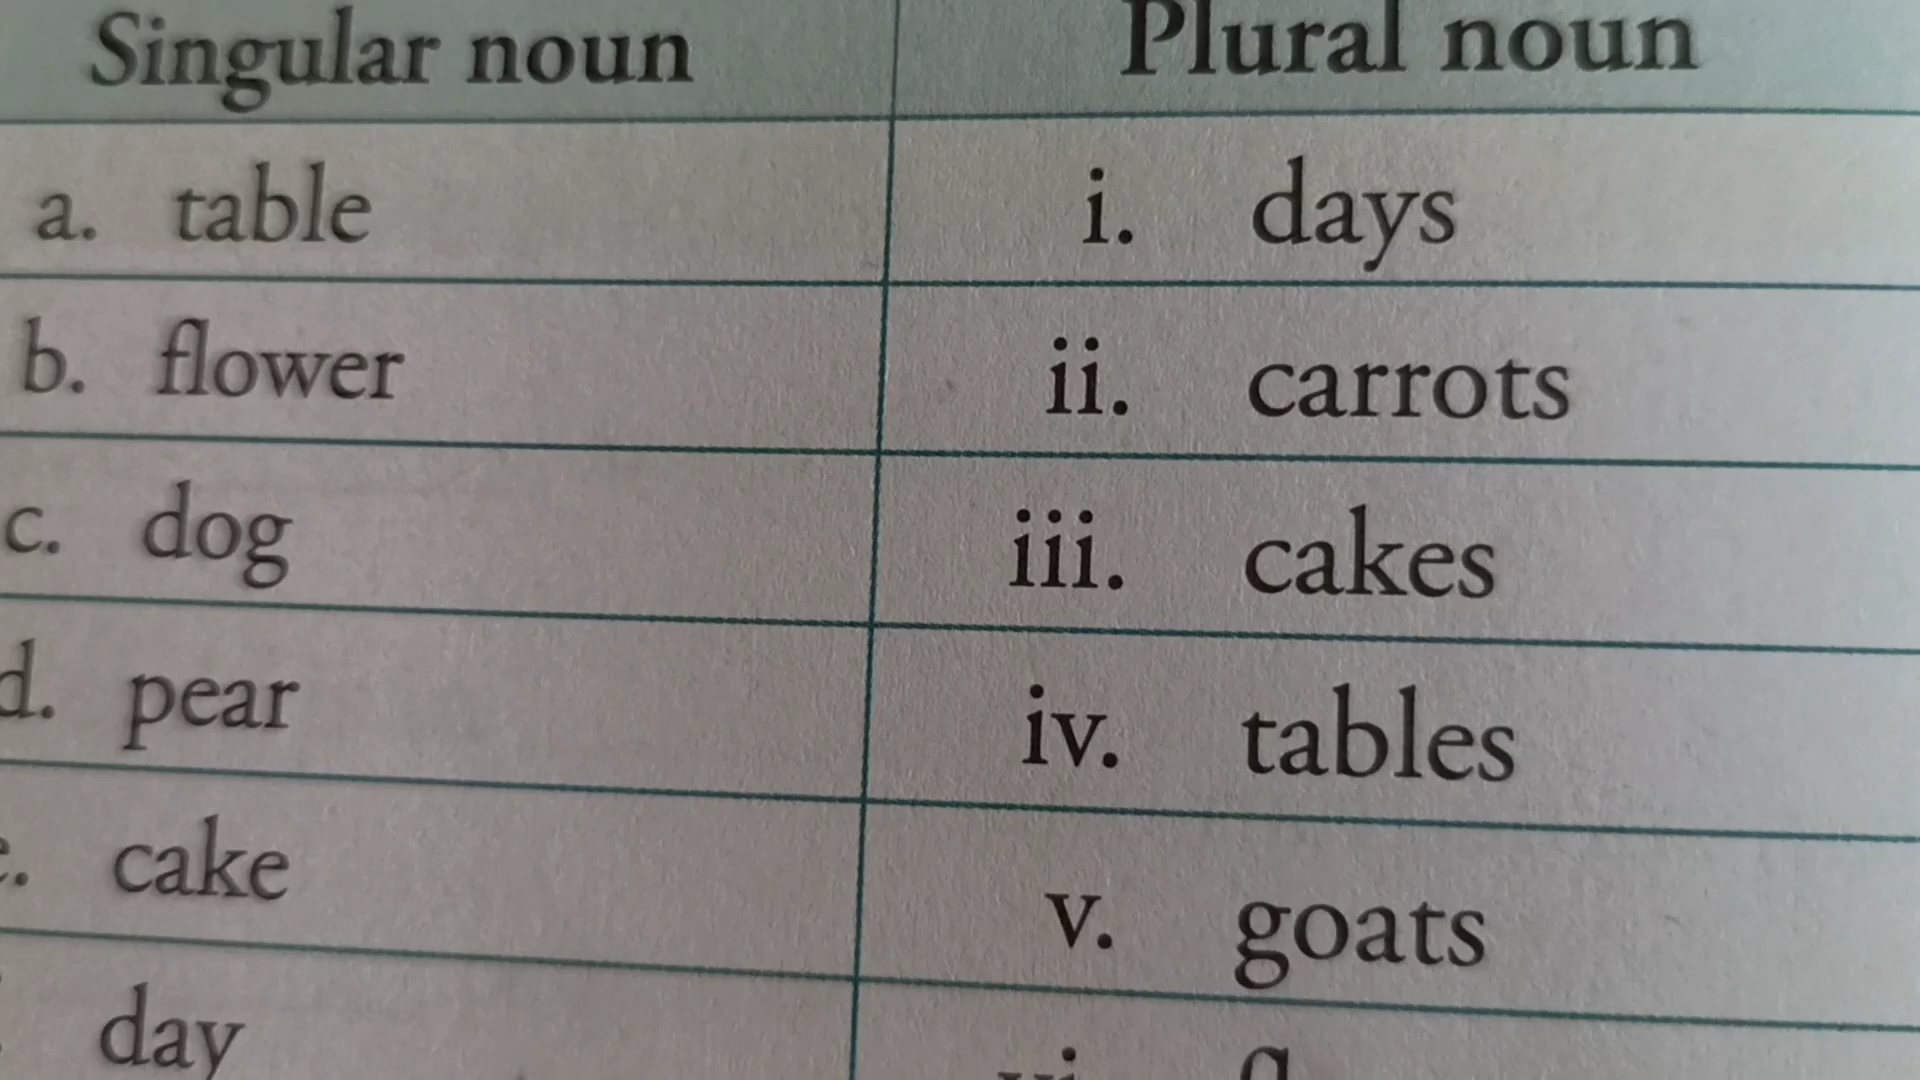 Singular noun Plural noun
a. table i. days
b. flower ii. carrots
c. dog iii. cakes
d. pear iv. tables
e. cake v. goats
day